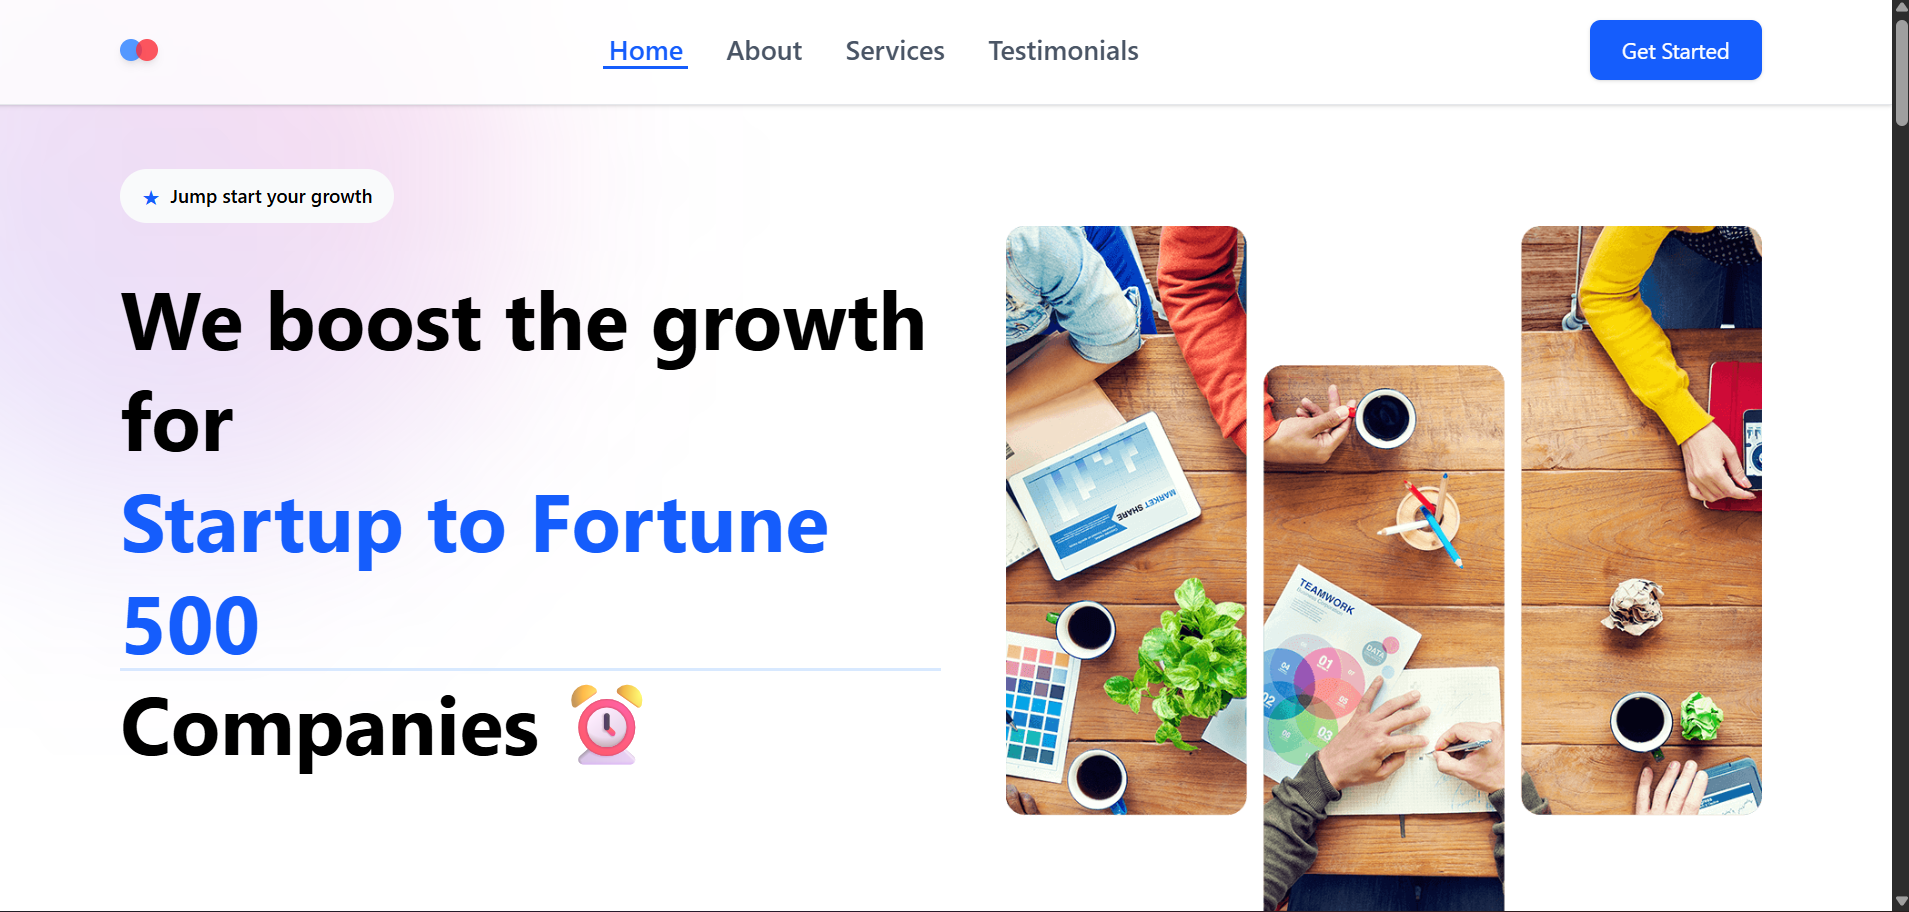 Home About Services Testimonials
Get Started
★ Jump start your growth
We boost the growth
for
Startup to Fortune
500
Companies ⏰
MARKET SHARE
TEAMWORK
DATA
01
04
02
05
03
06